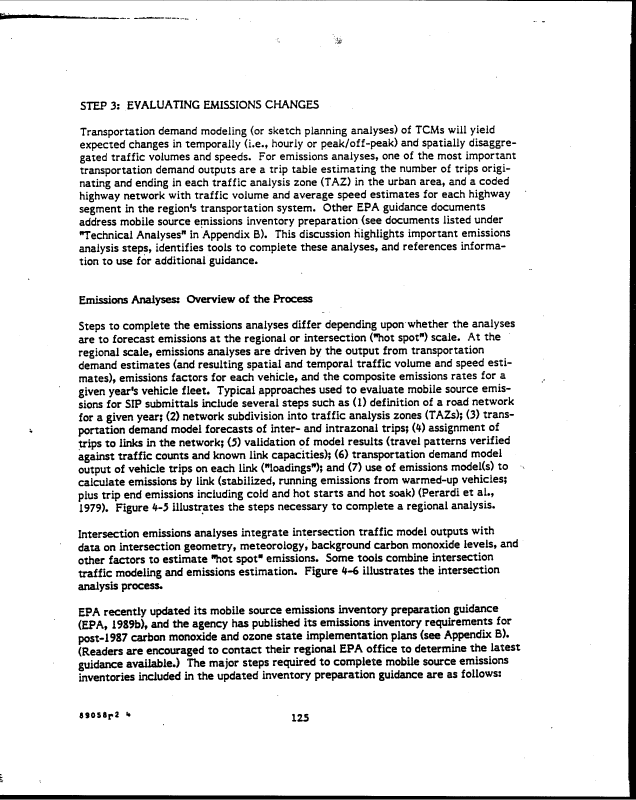 STEP 3: EVALUATING EMISSIONS CHANGES
Transportation demand modeling (or sketch planning analyses) of TCMs will yield
expected changes in temporally (i.e., hourly or peak/off-peak) and spatially disaggre-
gated traffic volumes and speeds. For emissions analyses, one of the most important
transportation demand outputs are a trip table estimating the number of trips origi-
nating and ending in each traffic analysis zone (TAZ) in the urban area, and a coded
highway network with traffic volume and average speed estimates for each highway
segment in the region's transportation system. Other EPA guidance documents
address mobile source emissions inventory preparation (see documents listed under
"Technical Analyses" in Appendix B). This discussion highlights important emissions
analysis steps, identifies tools to complete these analyses, and references informa-
tion to use for additional guidance.
Emissions Analyses: Overview of the Process
Steps to complete the emissions analyses differ depending upon whether the analyses
are to forecast emissions at the regional or intersection ("hot spot") scale. At the
regional scale, emissions analyses are driven by the output from transportation
demand estimates (and resulting spatial and temporal traffic volume and speed esti-
mates), emissions factors for each vehicle, and the composite emissions rates for a
given year's vehicle fleet. Typical approaches used to evaluate mobile source emis-
sions for SIP submittals include several steps such as (1) definition of a road network
for a given year; (2) network subdivision into traffic analysis zones (TAZs); (3) trans-
portation demand model forecasts of inter- and intrazonal trips; (4) assignment of
trips to links in the network; (5) validation of model results (travel patterns verified
against traffic counts and known link capacities); (6) transportation demand model
output of vehicle trips on each link ("loadings"); and (7) use of emissions model(s) to
calculate emissions by link (stabilized, running emissions from warmed-up vehicles;
plus trip end emissions including cold and hot starts and hot soak) (Perardi et al.,
1979). Figure 4-5 illustrates the steps necessary to complete a regional analysis.
Intersection emissions analyses integrate intersection traffic model outputs with
data on intersection geometry, meteorology, background carbon monoxide levels, and
other factors to estimate "hot spot" emissions. Some tools combine intersection
traffic modeling and emissions estimation. Figure 4-6 illustrates the intersection
analysis process.
EPA recently updated its mobile source emissions inventory preparation guidance
(EPA, 1989b), and the agency has published its emissions inventory requirements for
post-1987 carbon monoxide and ozone state implementation plans (see Appendix B).
(Readers are encouraged to contact their regional EPA office to determine the latest
guidance available.) The major steps required to complete mobile source emissions
inventories included in the updated inventory preparation guidance are as follows:
89058r2 4
125